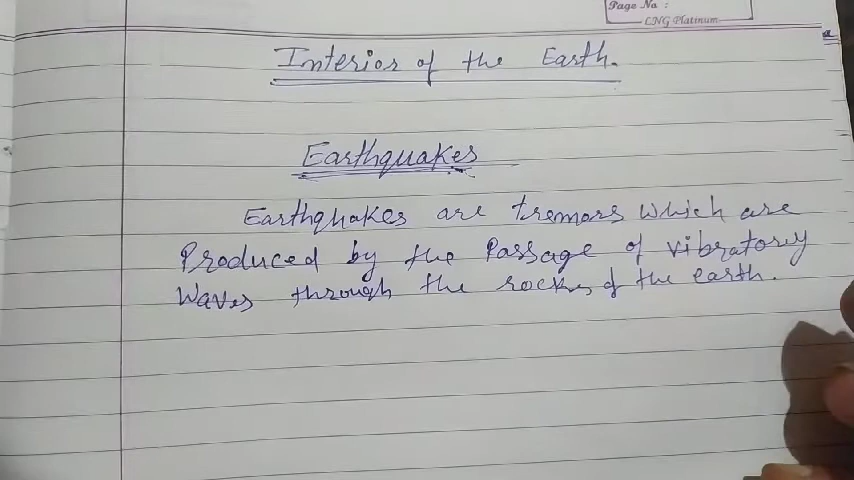 Page No :
LNG Platinum
Interior of the Earth.
Earthquakes
Earthquakes are tremors which are
Produced by the Passage of vibratory
Waves through the rocks of the earth.